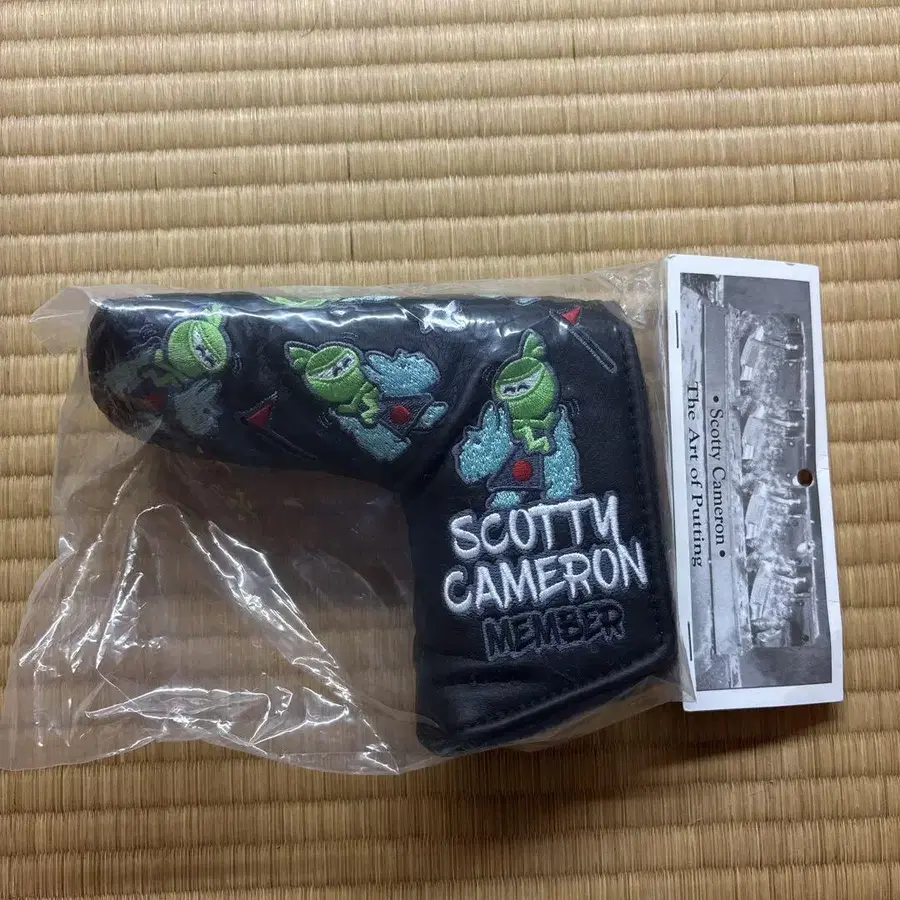 SCOTTY
CAMERON
MEMBER
• Scotty Cameron •
The Art of Putting